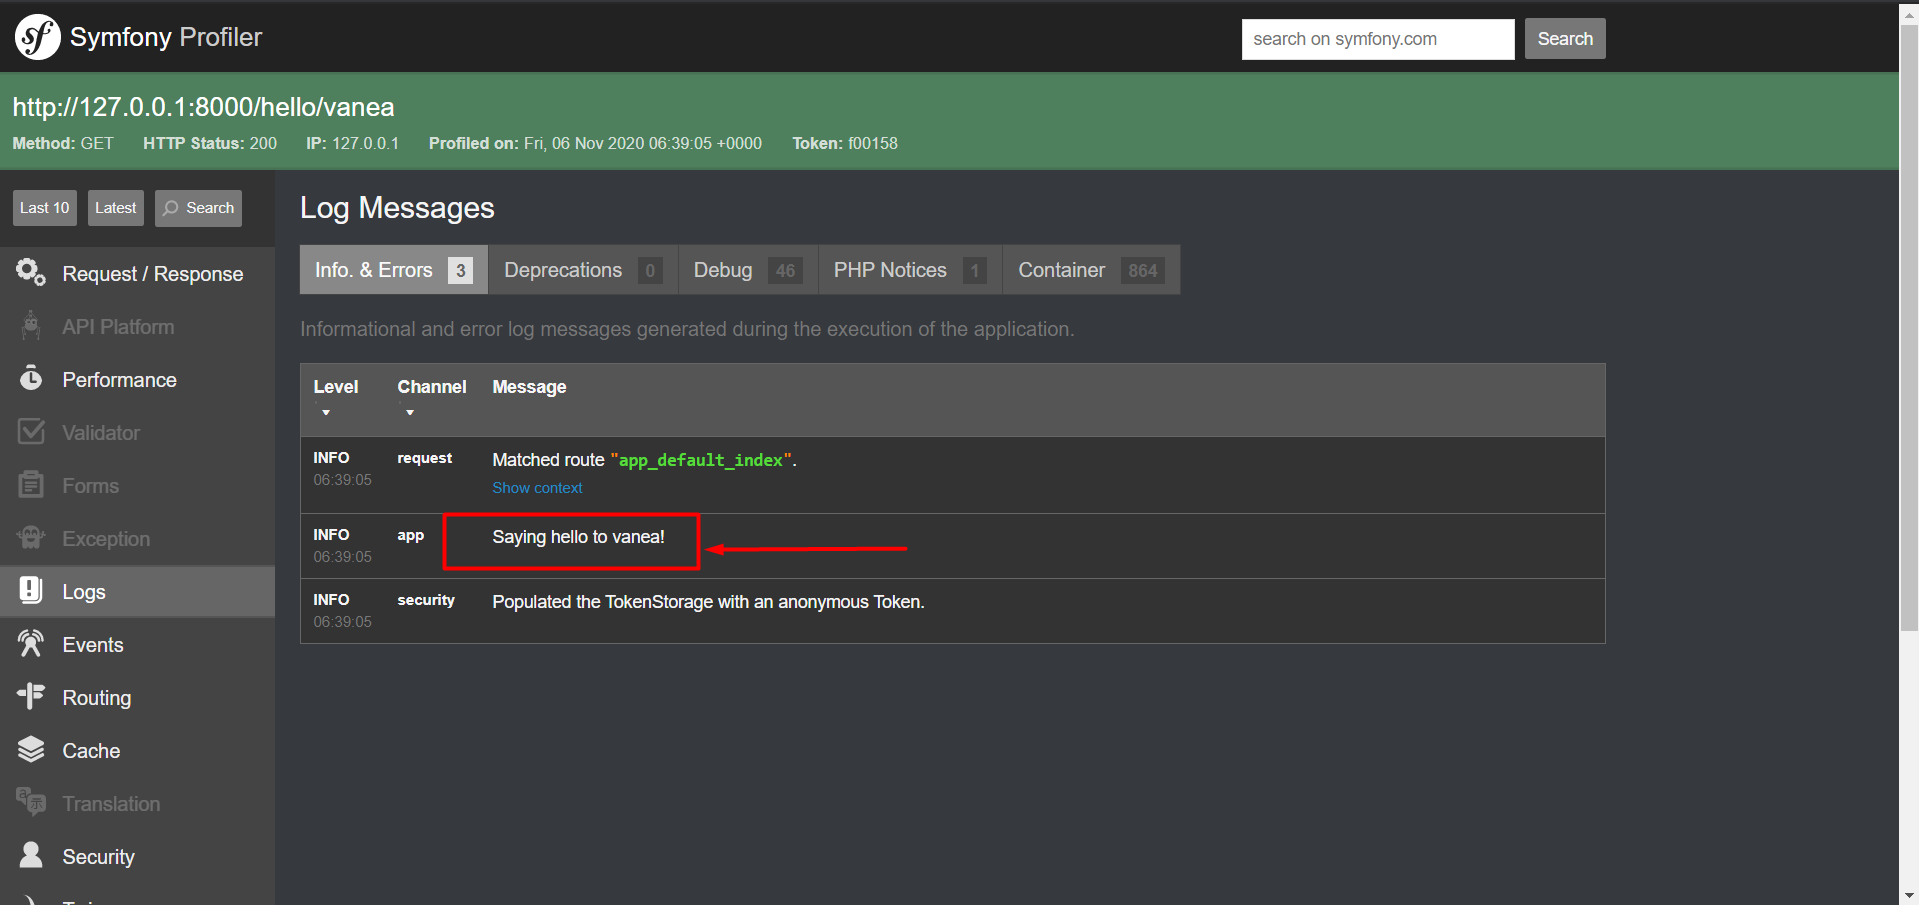 sf Symfony Profiler
search on symfony.com
Search
http://127.0.0.1:8000/hello/vanea
Method: GET HTTP Status: 200 IP: 127.0.0.1 Profiled on: Fri, 06 Nov 2020 06:39:05 +0000 Token: f00158
Last 10
Latest
Search
Request / Response
API Platform
Performance
Validator
Forms
Exception
Logs
Events
Routing
Cache
Translation
Security
Log Messages
Info. & Errors 3
Deprecations 0
Debug 46
PHP Notices 1
Container 864
Informational and error log messages generated during the execution of the application.
Level Channel Message
INFO request Matched route "app_default_index".
06:39:05 Show context
INFO app Saying hello to vanea!
06:39:05
INFO security Populated the TokenStorage with an anonymous Token.
06:39:05